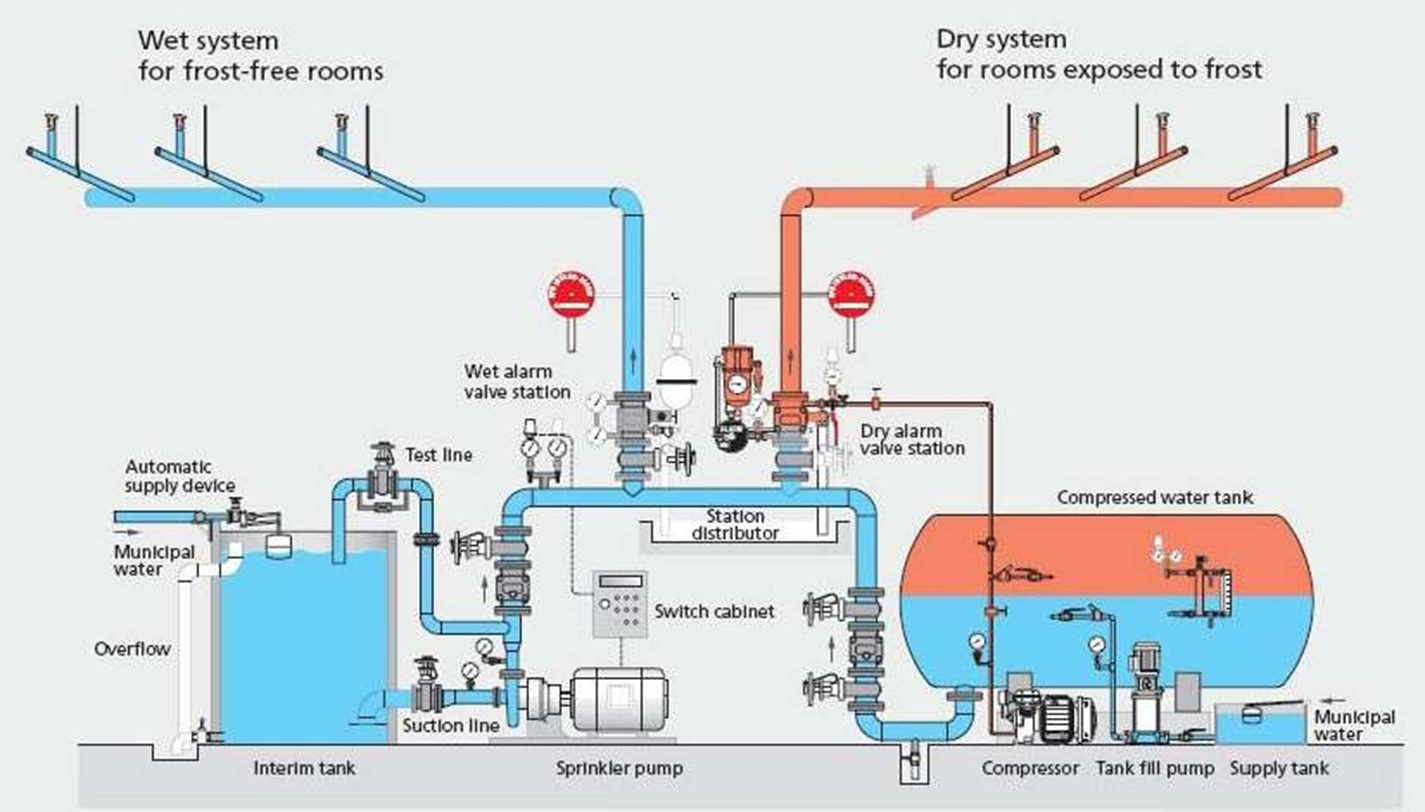 Wet system
for frost-free rooms
Dry system
for rooms exposed to frost
Wet alarm
valve station
Dry alarm
valve station
Test line
Automatic
supply device
Compressed water tank
Station
distributor
Municipal
water
Switch cabinet
Overflow
Suction line
Municipal
water
Interim tank
Sprinkler pump
Compressor
Tank fill pump
Supply tank